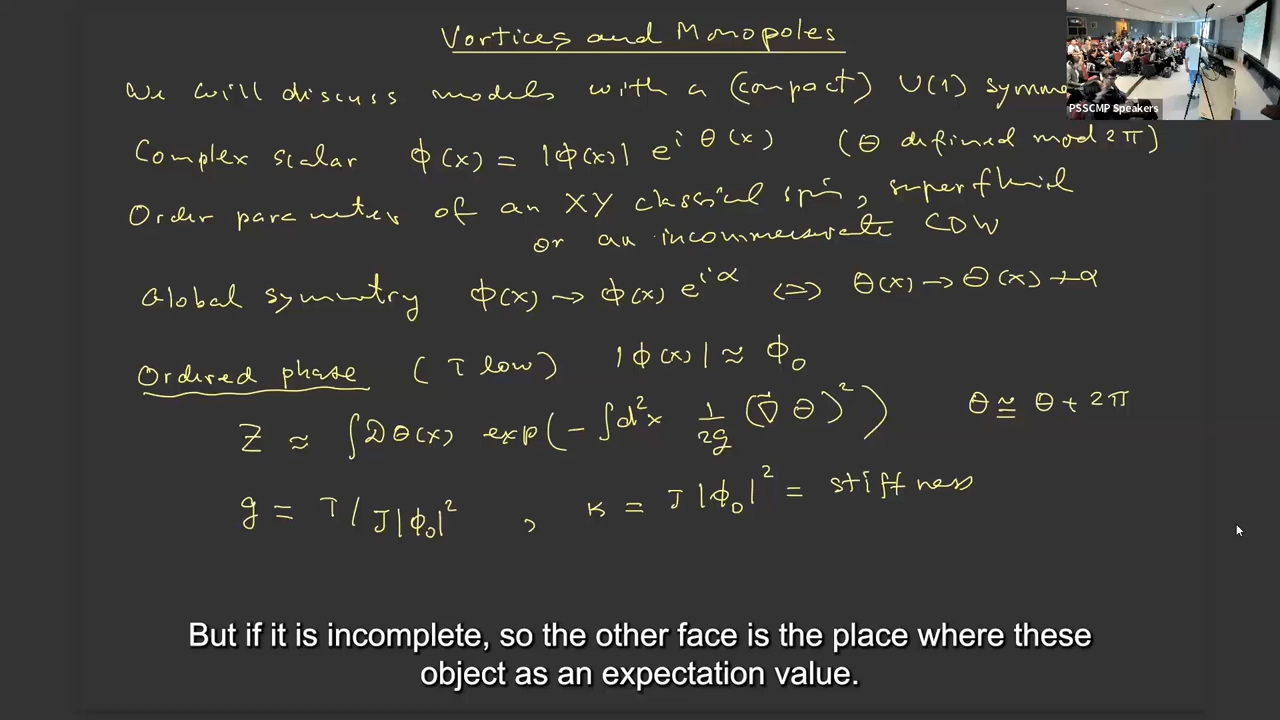 Vortices and Monopoles
We will discuss models with a (compact) U(1) symme
PSSCMP Speakers
Complex scalar ϕ(x) = |ϕ(x)| e^{iθ(x)} (θ defined mod 2π)
Order parameter of an XY classical spin, superfluid
or an incommensurate CDW
Global symmetry ϕ(x) → ϕ(x) e^{iα} ⇔ θ(x) → θ(x) + α
Ordered phase (T low) |ϕ(x)| ≈ ϕ₀
Z ≈ ∫Dθ(x) exp(-∫d²x 1/2g (∇⃗θ)²) θ ≅ θ + 2π
g = T/J|ϕ₀|² , κ = J|ϕ₀|² = stiffness
But if it is incomplete, so the other face is the place where these
object as an expectation value.